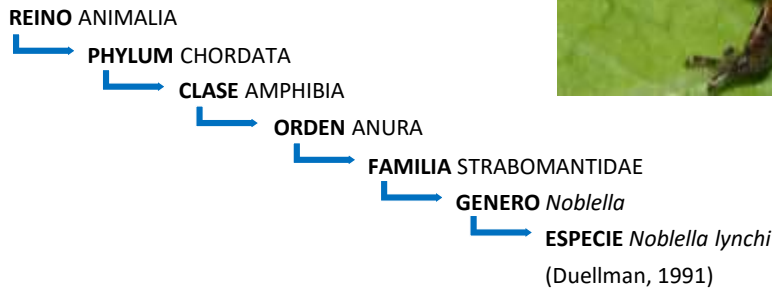 REINO ANIMALIA
PHYLUM CHORDATA
CLASE AMPHIBIA
ORDEN ANURA
FAMILIA STRABOMANTIDAE
GENERO Noblella
ESPECIE Noblella lynchi
(Duellman, 1991)